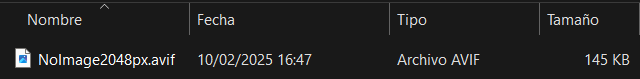 Nombre Fecha Tipo Tamaño
NoImage2048px.avif 10/02/2025 16:47 Archivo AVIF 145 KB